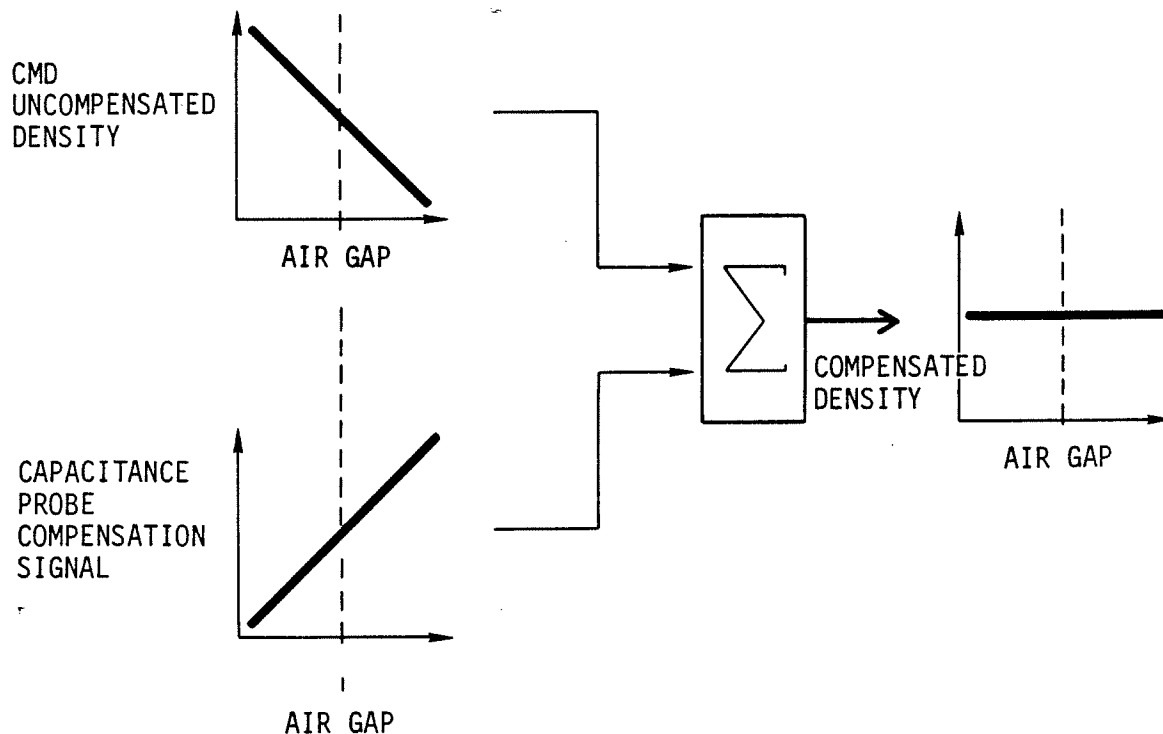 CMD
UNCOMPENSATED
DENSITY
AIR GAP
CAPACITANCE
PROBE
COMPENSATION
SIGNAL
AIR GAP
Σ
COMPENSATED
DENSITY
AIR GAP